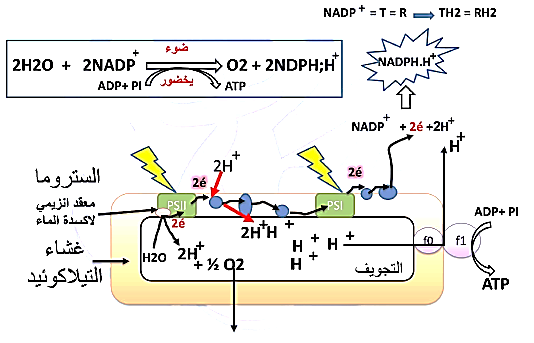 NADP+ = T = R TH2 = RH2
NADPH.H+
ضوء
2H2O + 2NADP+ O2 + 2NDPH;H+
ADP+ PI يخضور ATP
NADP+ + 2é +2H+
H+
2é
2H+
2é
الستروما
معقد انزيمي
لاكسدة الماء
PSII
PSI
2é
H2O
2H+
+ ½ O2
2H+
H+
H+
H+
H+
التجويف
f0
f1
ADP+ PI
ATP
غشاء
التيلاكوئيد